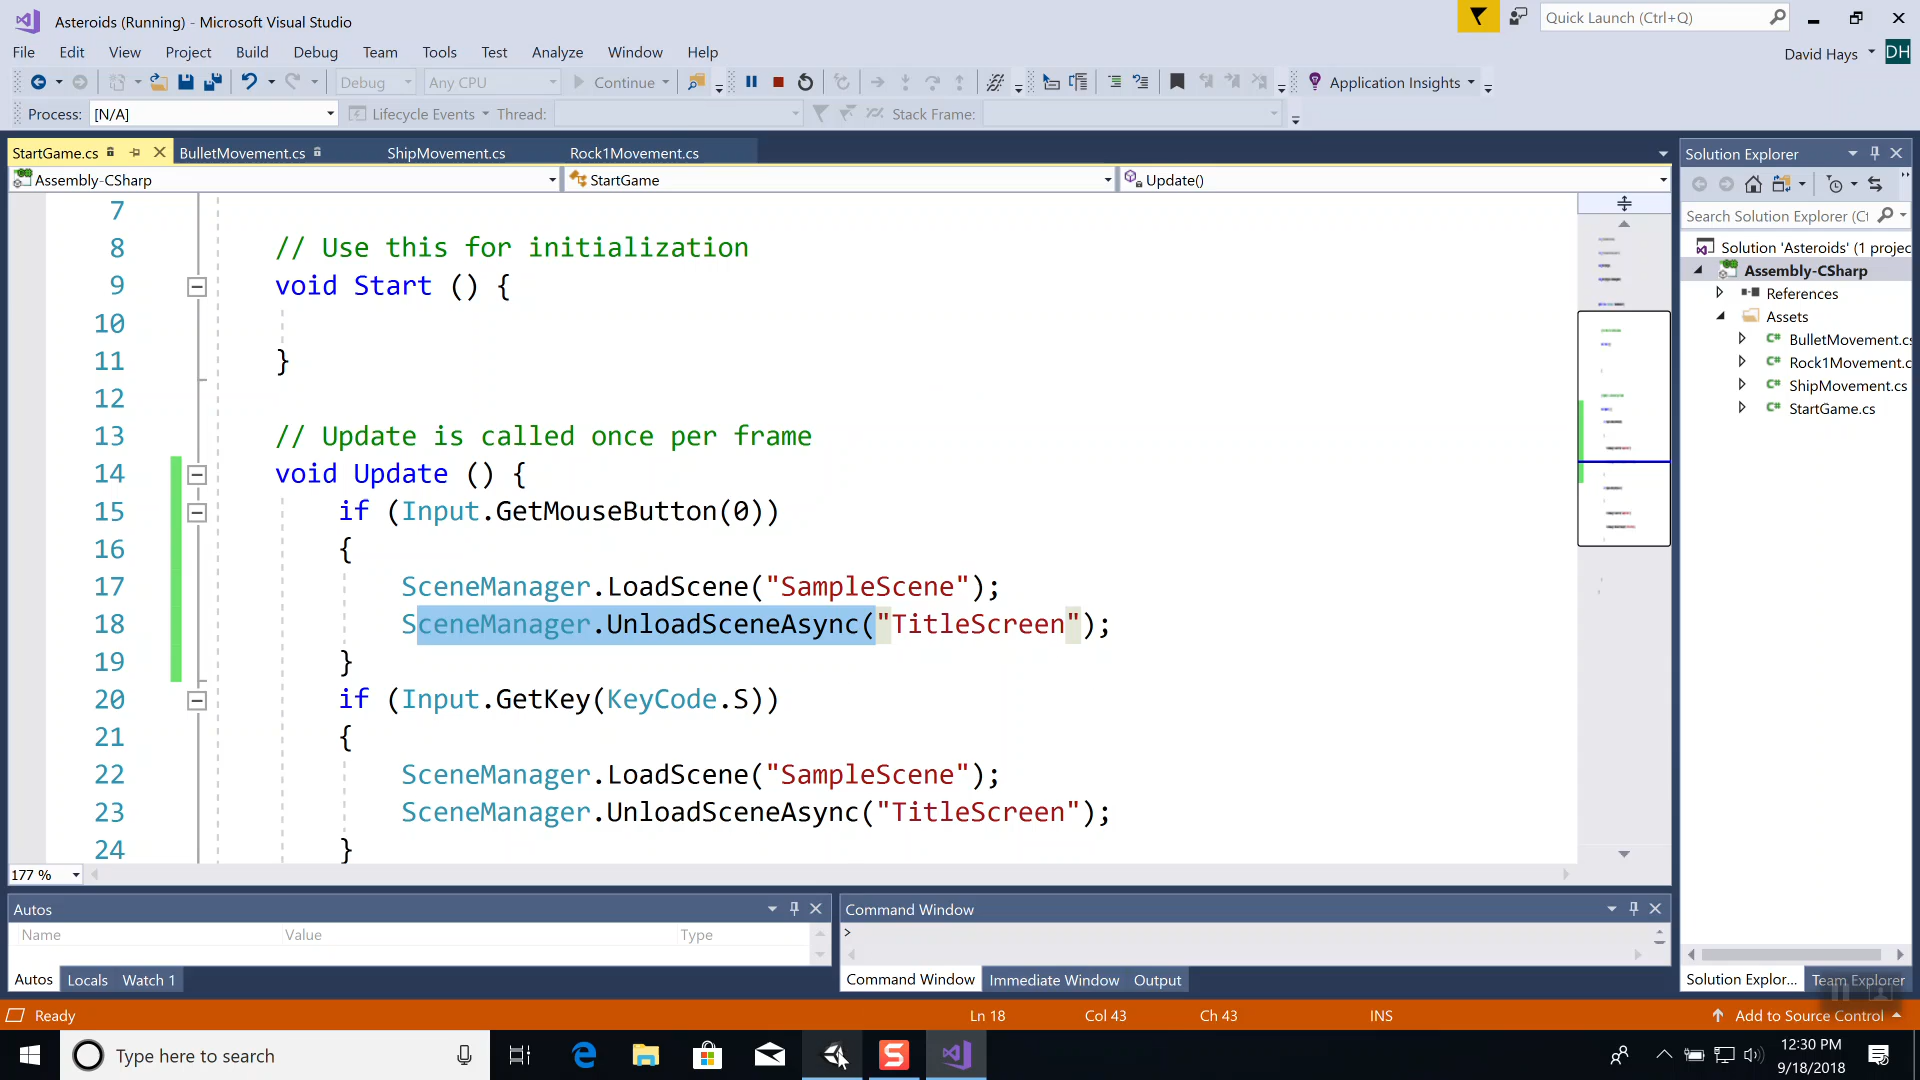 Asteroids (Running) - Microsoft Visual Studio
Quick Launch (Ctrl+Q)
File Edit View Project Build Debug Team Tools Test Analyze Window Help
David Hays DH
Debug Any CPU Continue Application Insights
Process: [N/A] Lifecycle Events Thread: Stack Frame:
StartGame.cs BulletMovement.cs ShipMovement.cs Rock1Movement.cs
Assembly-CSharp StartGame Update()
7
8 // Use this for initialization
9 void Start () {
10
11 }
12
13 // Update is called once per frame
14 void Update () {
15 if (Input.GetMouseButton(0))
16 {
17 SceneManager.LoadScene("SampleScene");
18 SceneManager.UnloadSceneAsync("TitleScreen");
19 }
20 if (Input.GetKey(KeyCode.S))
21 {
22 SceneManager.LoadScene("SampleScene");
23 SceneManager.UnloadSceneAsync("TitleScreen");
24 }
177 %
Solution Explorer
Search Solution Explorer (Ct
Solution 'Asteroids' (1 projec
Assembly-CSharp
References
Assets
C# BulletMovement.cs
C# Rock1Movement.c
C# ShipMovement.cs
C# StartGame.cs
Solution Explor... Team Explorer
Autos
Name Value Type
Autos Locals Watch 1
Command Window
>
Command Window Immediate Window Output
Ready Ln 18 Col 43 Ch 43 INS Add to Source Control
Type here to search
12:30 PM
9/18/2018